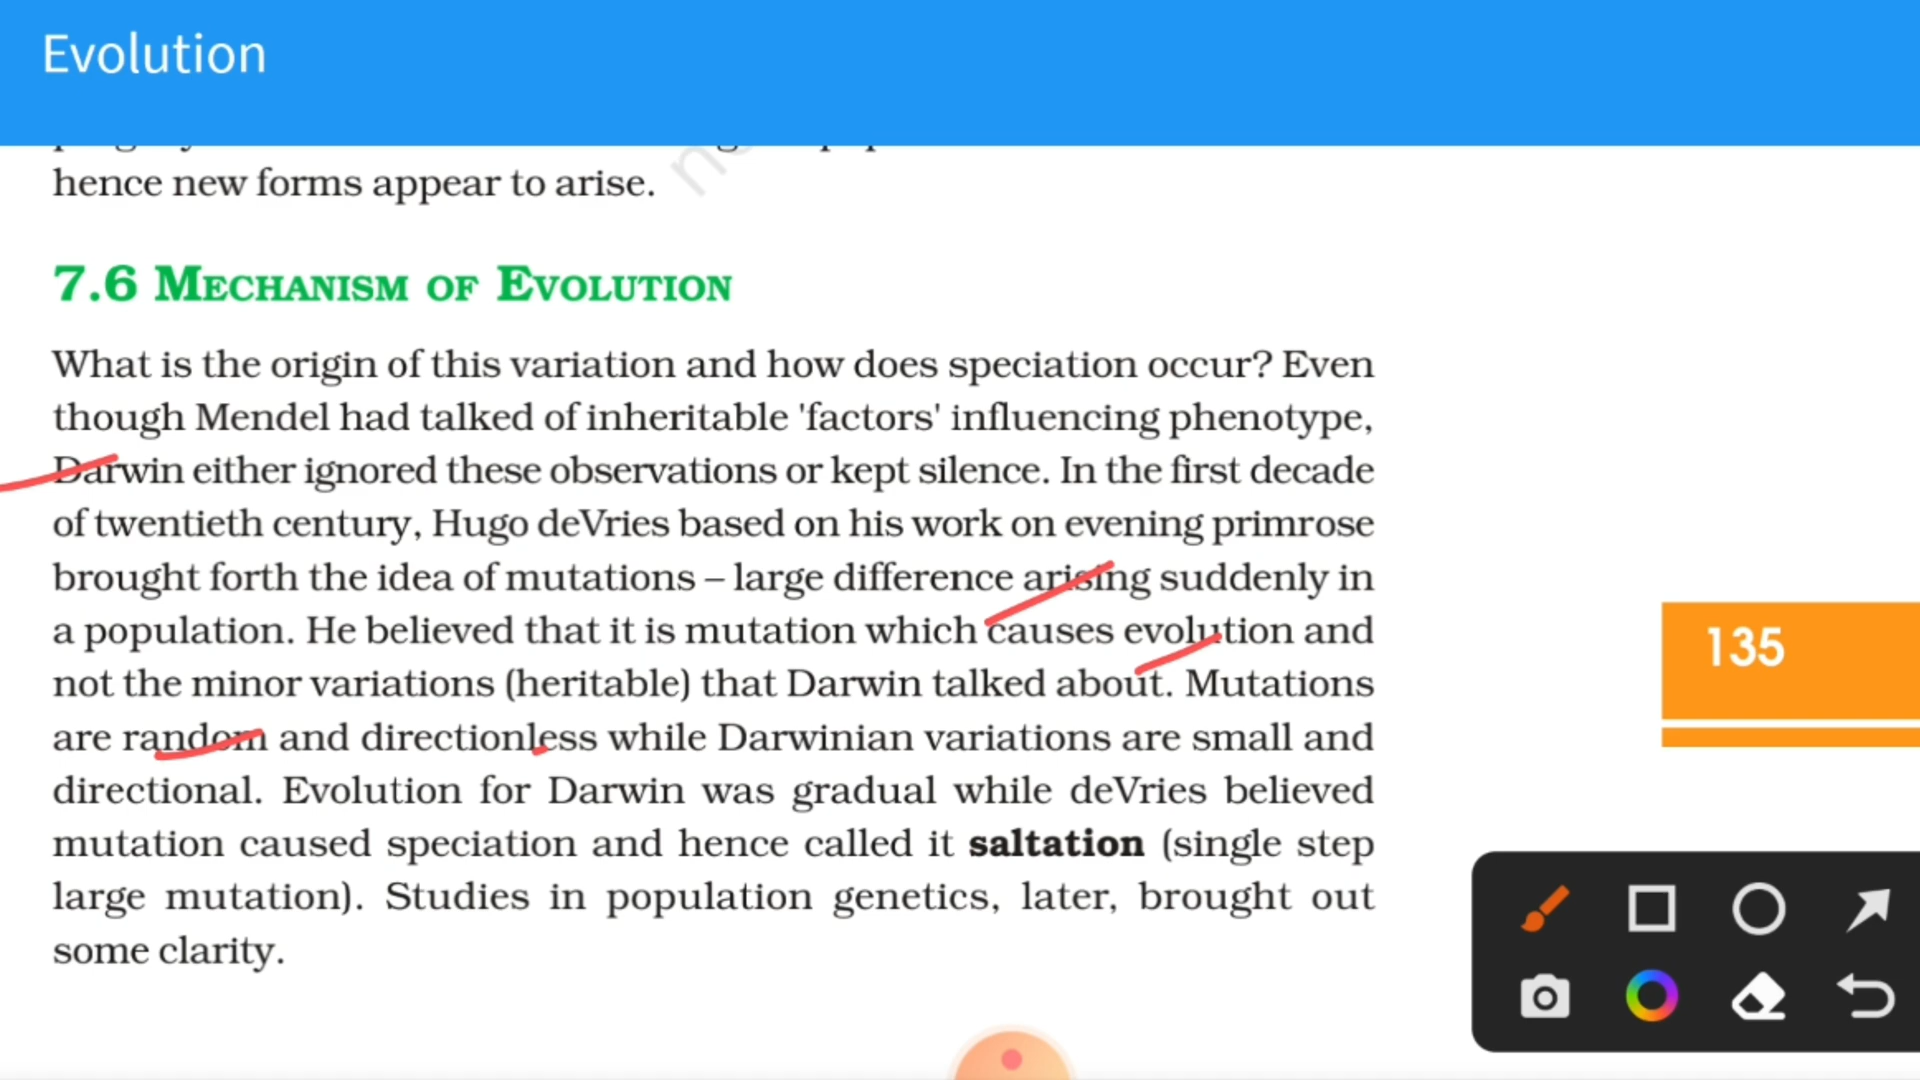 Evolution
hence new forms appear to arise.
7.6 MECHANISM OF EVOLUTION
What is the origin of this variation and how does speciation occur? Even
though Mendel had talked of inheritable 'factors' influencing phenotype,
Darwin either ignored these observations or kept silence. In the first decade
of twentieth century, Hugo deVries based on his work on evening primrose
brought forth the idea of mutations – large difference arising suddenly in
a population. He believed that it is mutation which causes evolution and
not the minor variations (heritable) that Darwin talked about. Mutations
are random and directionless while Darwinian variations are small and
directional. Evolution for Darwin was gradual while deVries believed
mutation caused speciation and hence called it saltation (single step
large mutation). Studies in population genetics, later, brought out
some clarity.
135